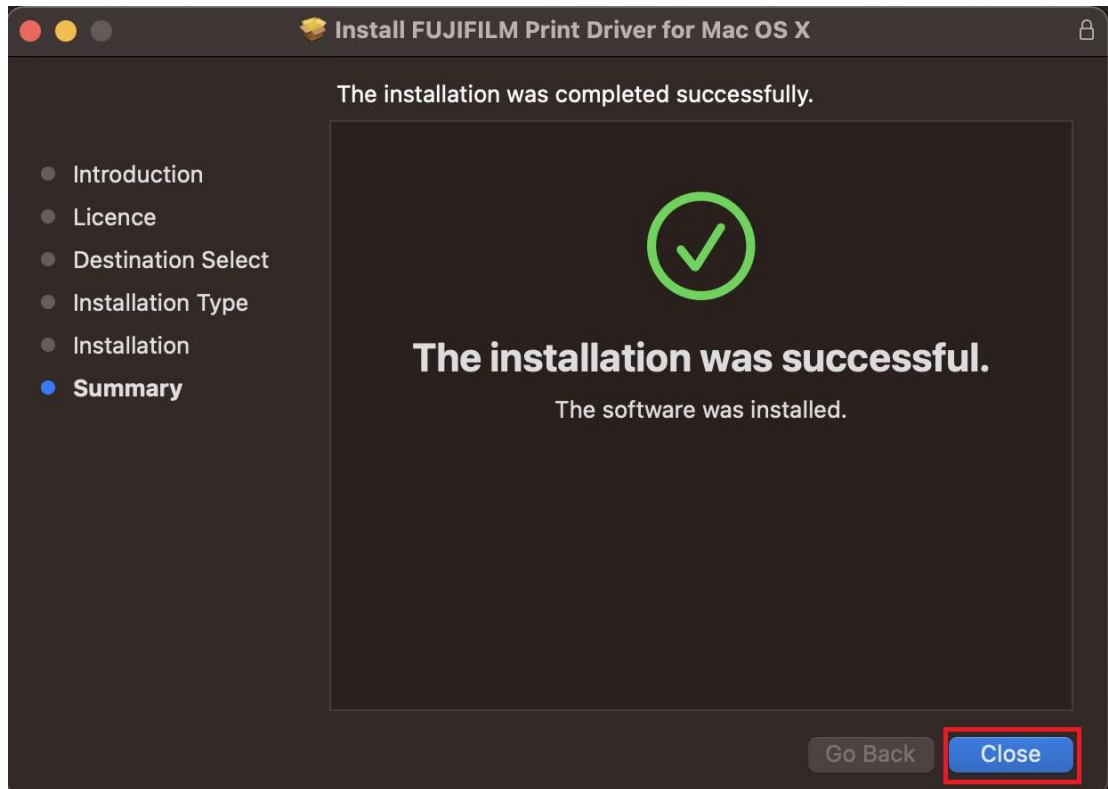 Install FUJIFILM Print Driver for Mac OS X
The installation was completed successfully.
Introduction
Licence
Destination Select
Installation Type
Installation
Summary
The installation was successful.
The software was installed.
Go Back
Close